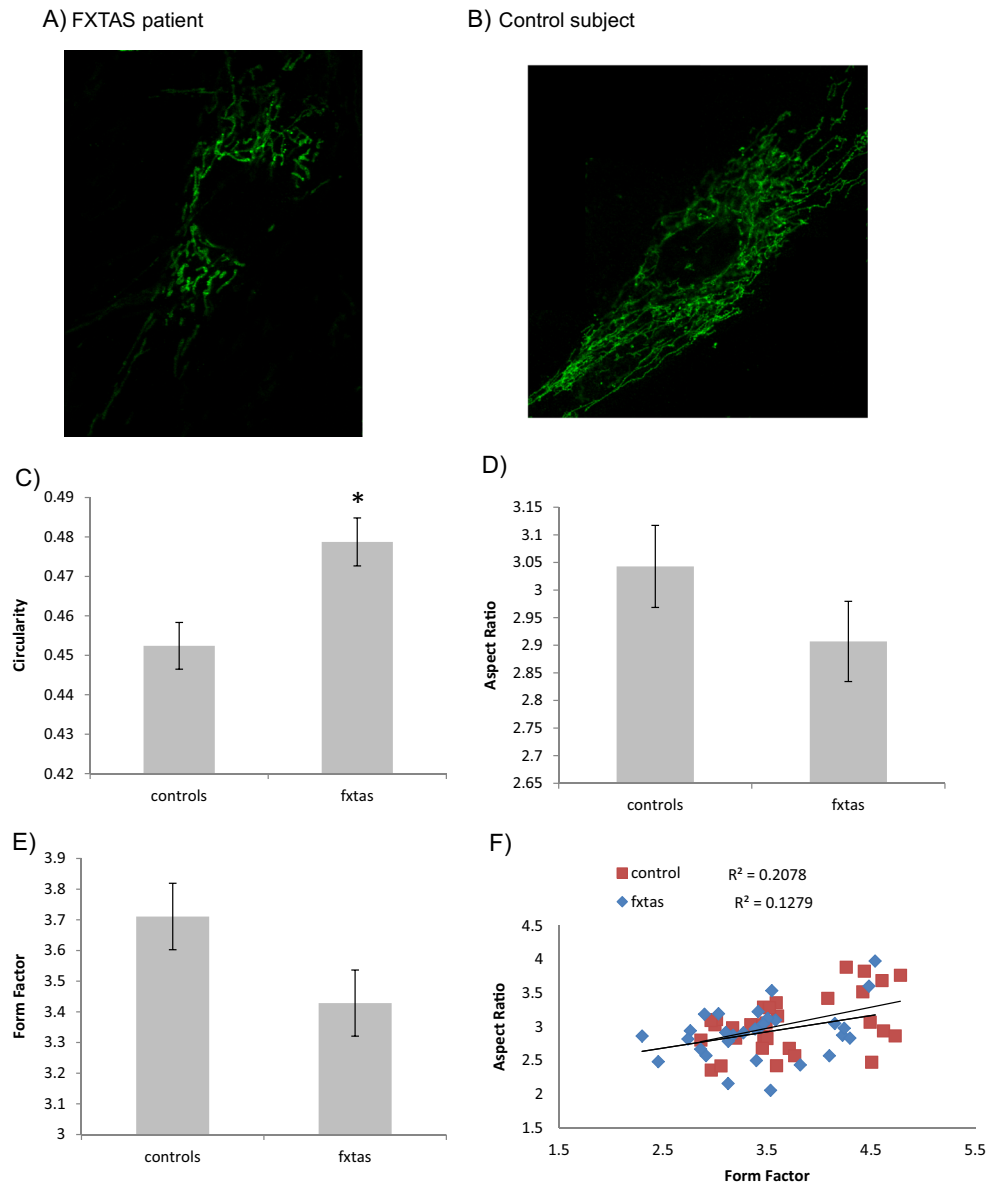 A) FXTAS patient
B) Control subject
C)
0.49
0.48
0.47
0.46
0.45
0.44
0.43
0.42
Circularity
*
controls
fxtas
D)
3.15
3.1
3.05
3
2.95
2.9
2.85
2.8
2.75
2.7
2.65
Aspect Ratio
controls
fxtas
E)
3.9
3.8
3.7
3.6
3.5
3.4
3.3
3.2
3.1
3
Form Factor
controls
fxtas
F)
control R² = 0.2078
fxtas R² = 0.1279
4.5
4
3.5
3
2.5
2
1.5
Aspect Ratio
1.5 2.5 3.5 4.5 5.5
Form Factor